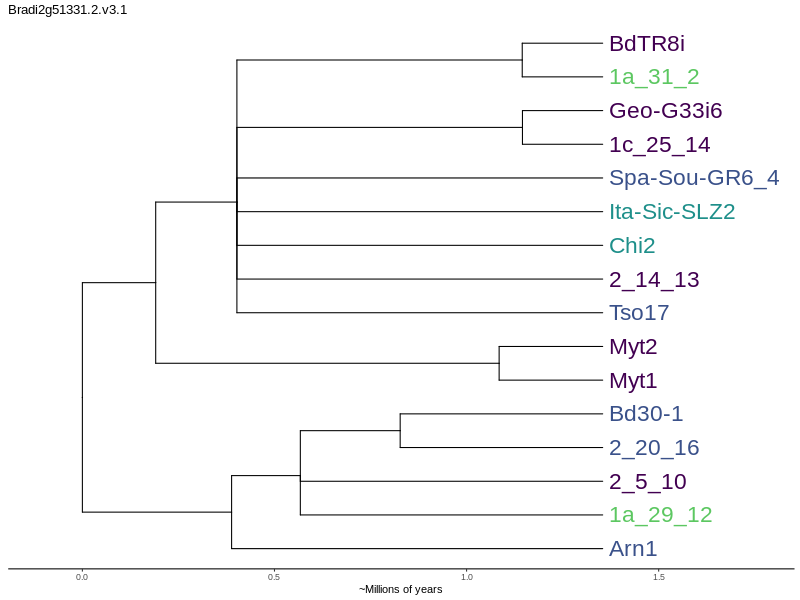 Bradi2g51331.2.v3.1
BdTR8i
1a_31_2
Geo-G33i6
1c_25_14
Spa-Sou-GR6_4
Ita-Sic-SLZ2
Chi2
2_14_13
Tso17
Myt2
Myt1
Bd30-1
2_20_16
2_5_10
1a_29_12
Arn1
0.0 0.5 1.0 1.5
~Millions of years